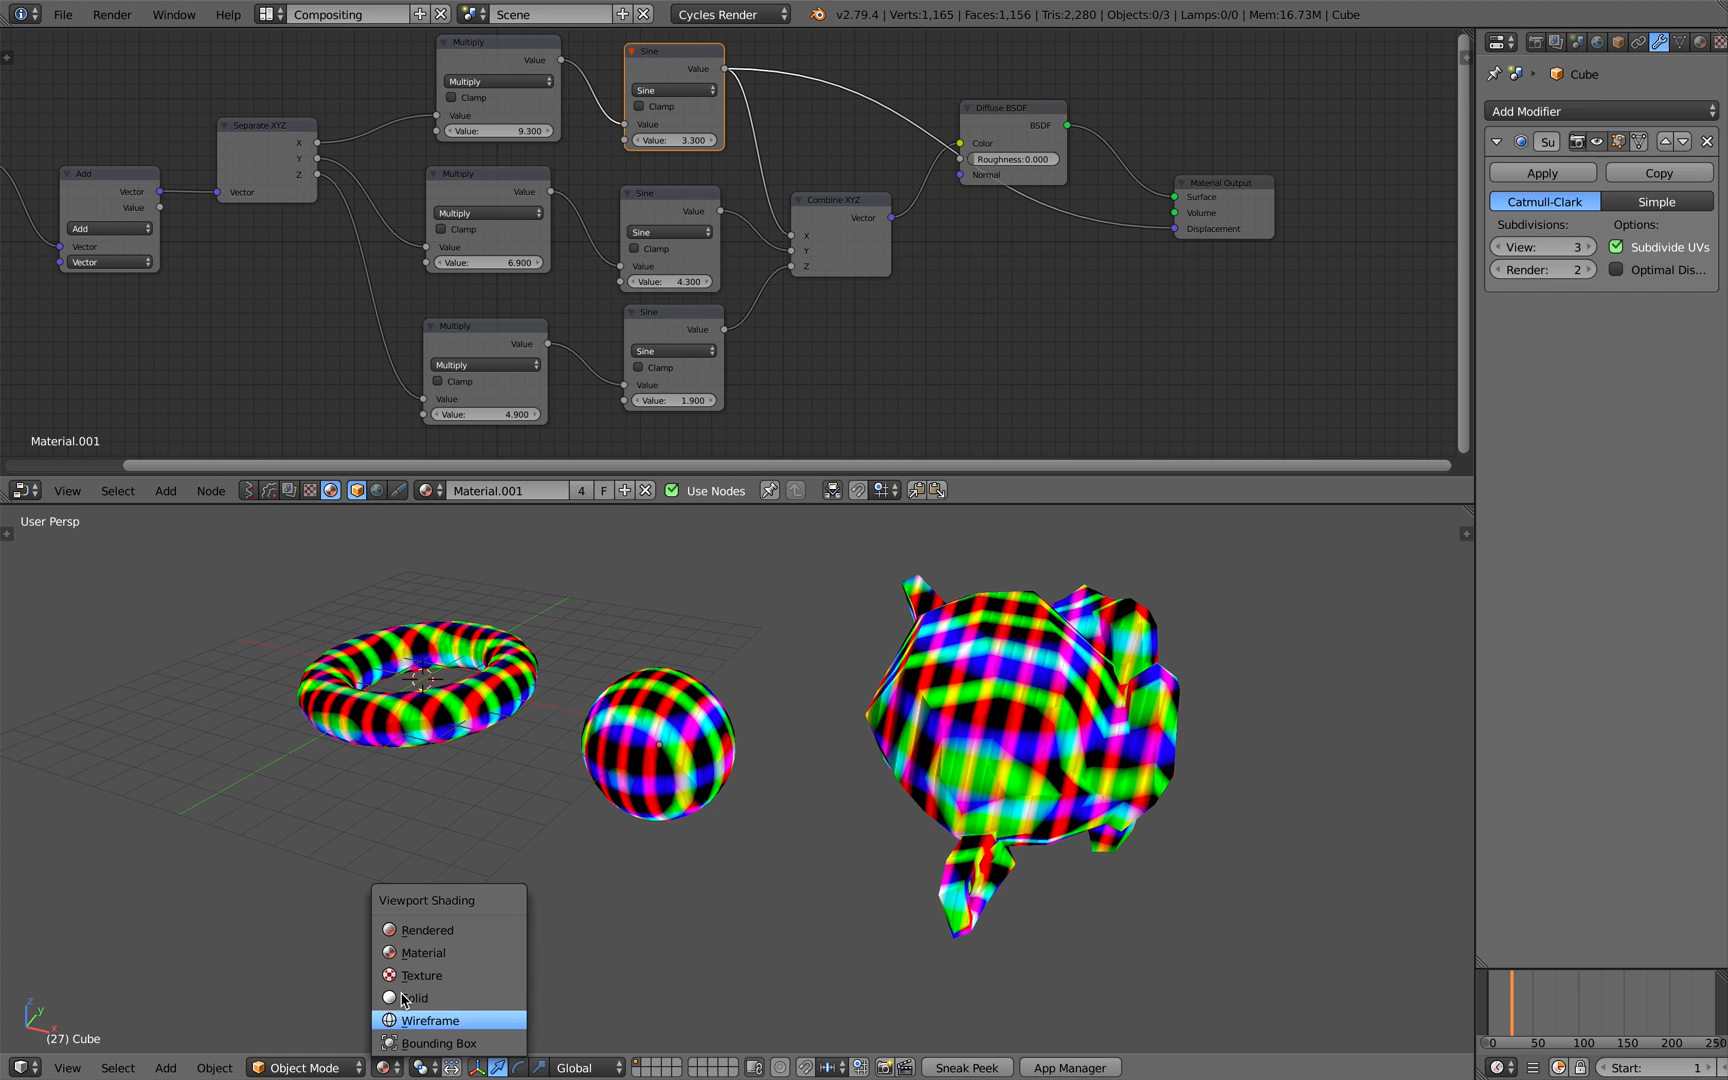 File Render Window Help Compositing Scene Cycles Render v2.79.4 | Verts:1,165 | Faces:1,156 | Tris:2,280 | Objects:0/3 | Lamps:0/0 | Mem:16.73M | Cube
Multiply
Value
Multiply
Clamp
Value
Value: 9.300
Sine
Value
Sine
Clamp
Value
Value: 3.300
Separate XYZ
X
Y
Z
Vector
Add
Vector
Value
Add
Vector
Vector
Multiply
Value
Multiply
Clamp
Value
Value: 6.900
Sine
Value
Sine
Clamp
Value
Value: 4.300
Multiply
Value
Multiply
Clamp
Value
Value: 4.900
Sine
Value
Sine
Clamp
Value
Value: 1.900
Combine XYZ
Vector
X
Y
Z
Diffuse BSDF
BSDF
Color
Roughness:0.000
Normal
Material Output
Surface
Volume
Displacement
Material.001
View Select Add Node Material.001 4 F Use Nodes
Cube
Add Modifier
Su
Apply Copy
Catmull-Clark Simple
Subdivisions: Options:
View: 3 Subdivide UVs
Render: 2 Optimal Dis...
User Persp
Viewport Shading
Rendered
Material
Texture
olid
Wireframe
Bounding Box
z
y
x
(27) Cube
View Select Add Object Object Mode Global Sneak Peek App Manager
0 50 100 150 200 250
Start: 1